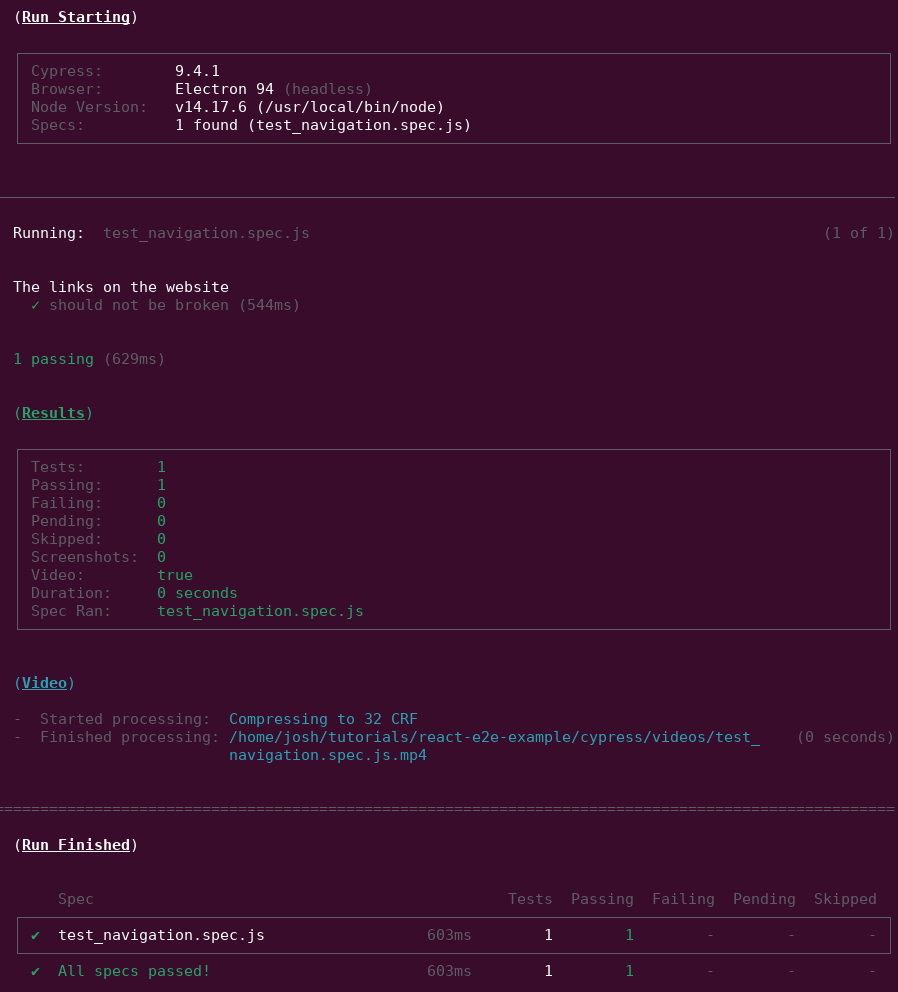 (Run Starting)
Cypress:        9.4.1
Browser:        Electron 94 (headless)
Node Version:   v14.17.6 (/usr/local/bin/node)
Specs:          1 found (test_navigation.spec.js)
Running:  test_navigation.spec.js (1 of 1)
The links on the website
✓ should not be broken (544ms)
1 passing (629ms)
(Results)
Tests:        1
Passing:      1
Failing:      0
Pending:      0
Skipped:      0
Screenshots:  0
Video:        true
Duration:     0 seconds
Spec Ran:     test_navigation.spec.js
(Video)
-  Started processing:  Compressing to 32 CRF
-  Finished processing: /home/josh/tutorials/react-e2e-example/cypress/videos/test_    (0 seconds)
navigation.spec.js.mp4
====================================================================================================
(Run Finished)
Spec                                              Tests  Passing  Failing  Pending  Skipped
✔  test_navigation.spec.js                  603ms        1        1        -        -        -
✔  All specs passed!                        603ms        1        1        -        -        -